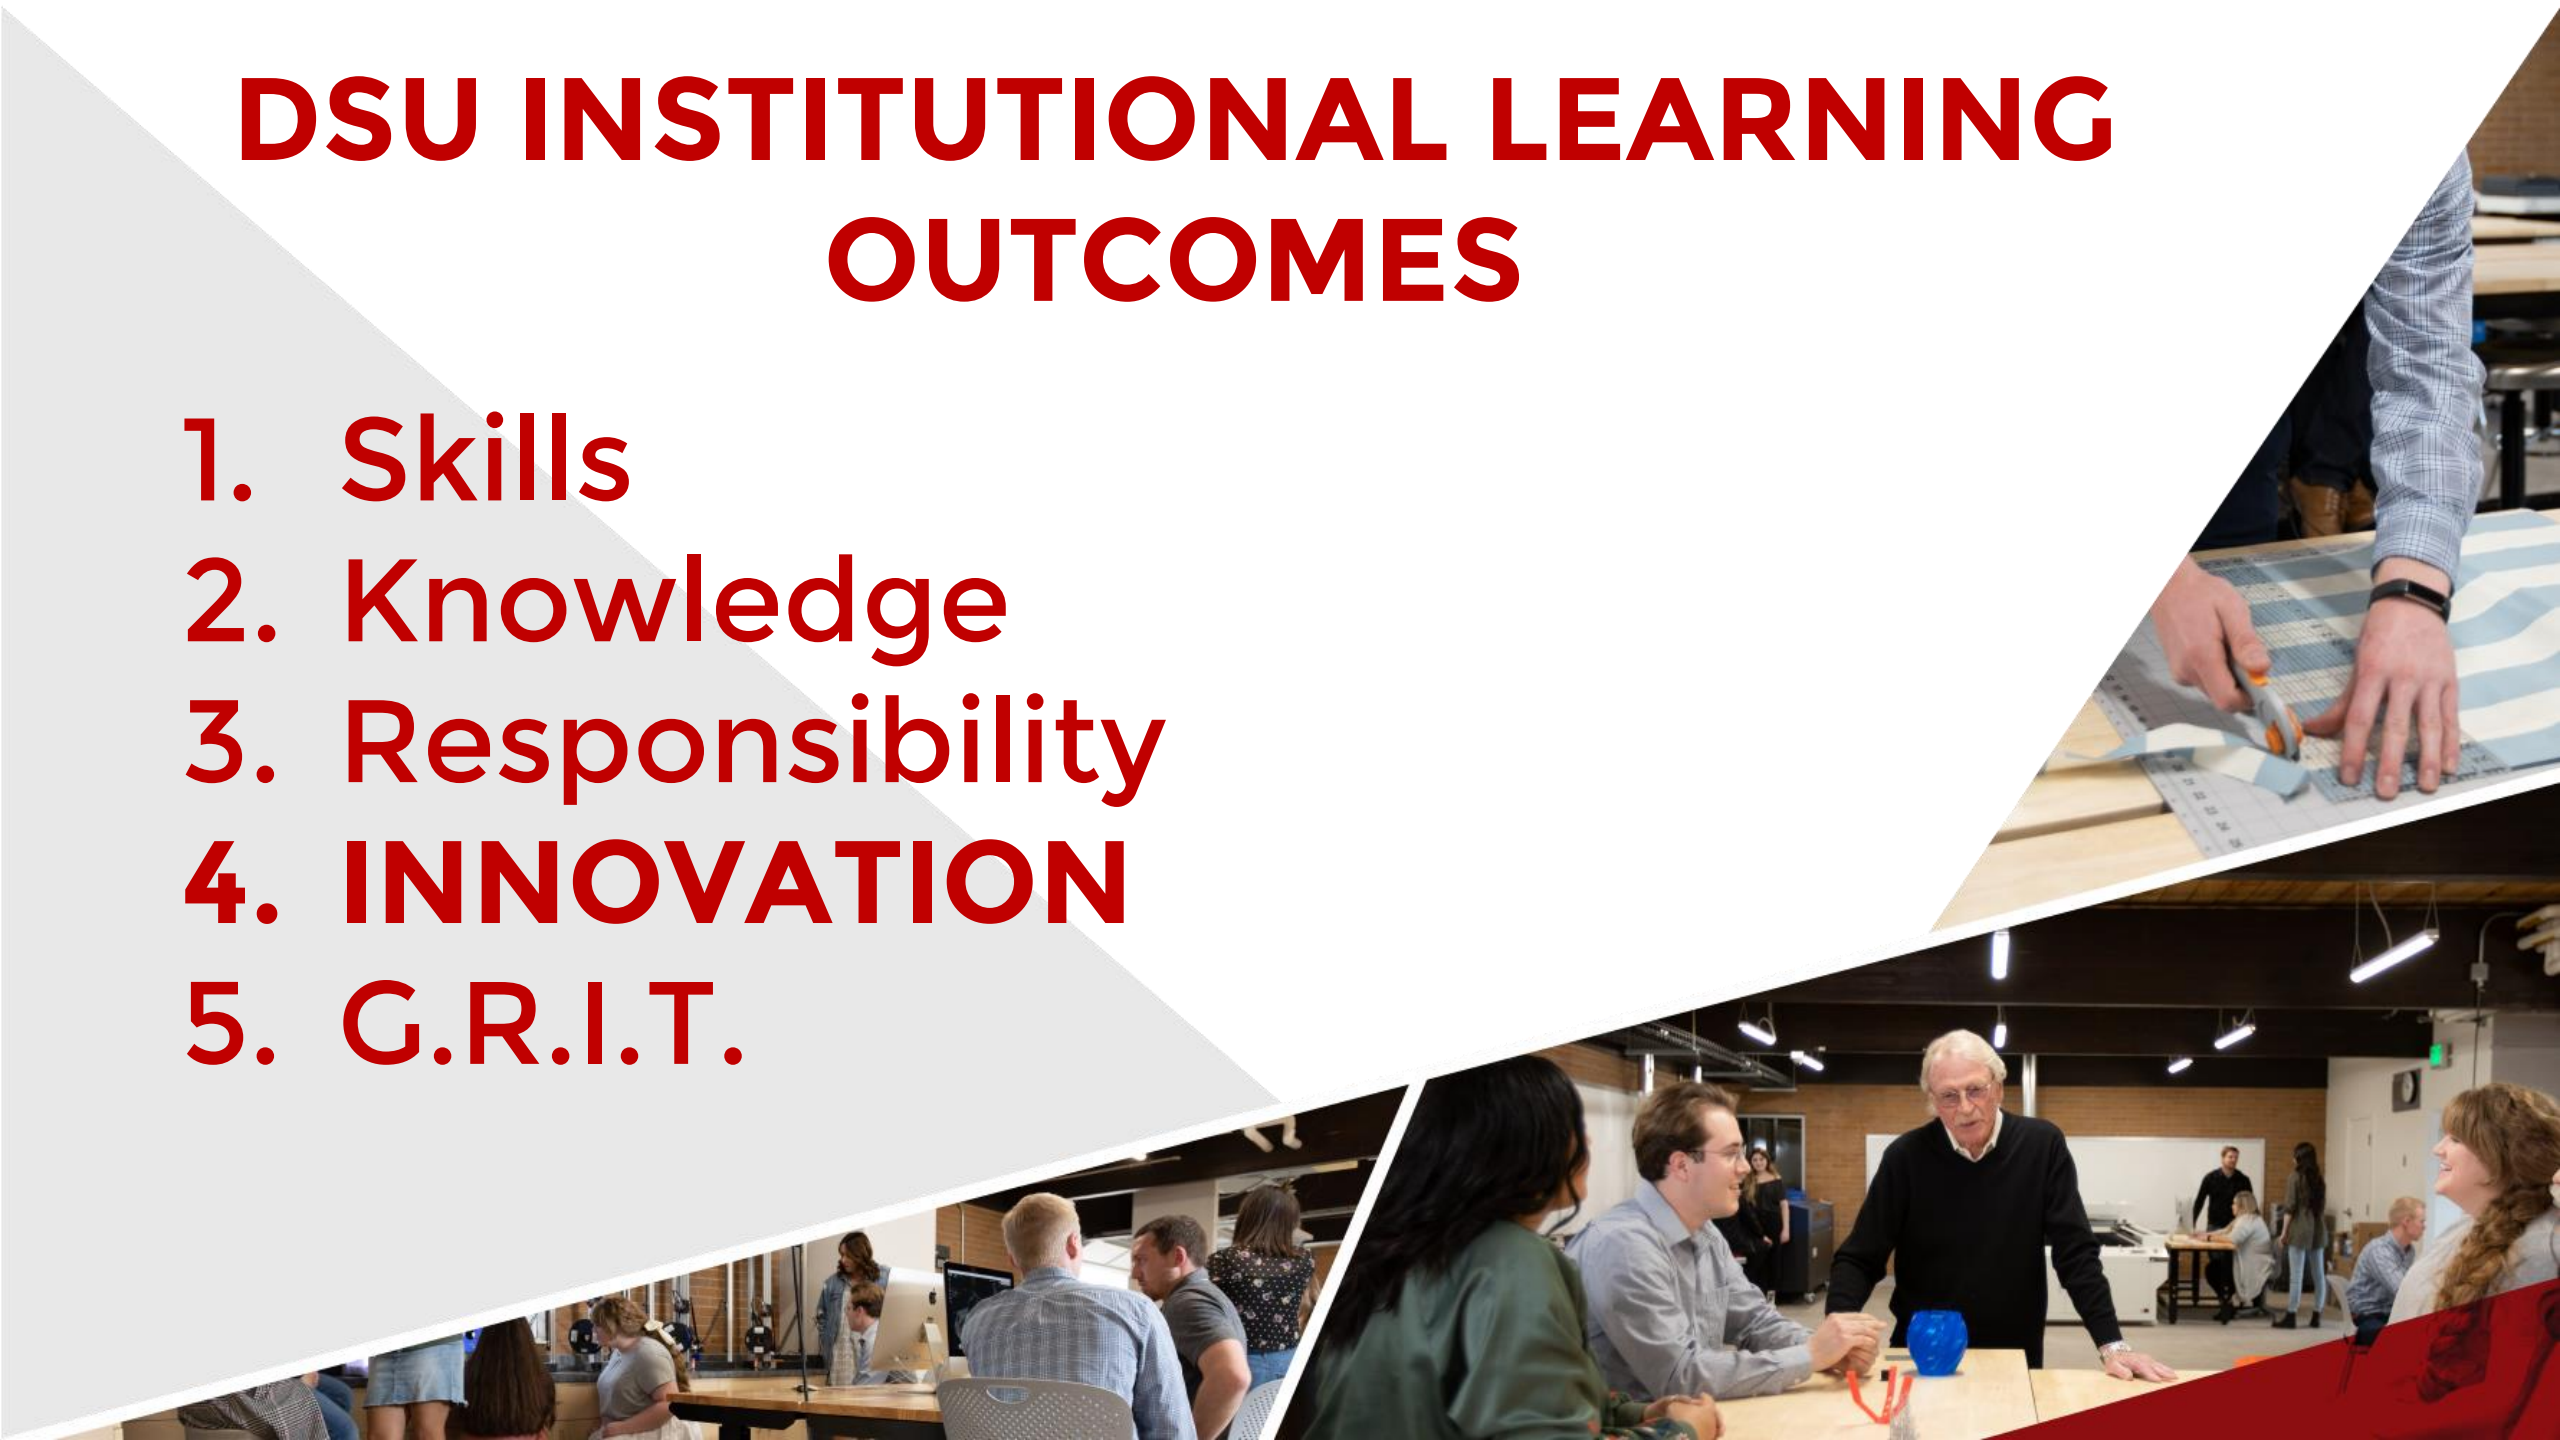 DSU INSTITUTIONAL LEARNING
OUTCOMES
1. Skills
2. Knowledge
3. Responsibility
4. INNOVATION
5. G.R.I.T.